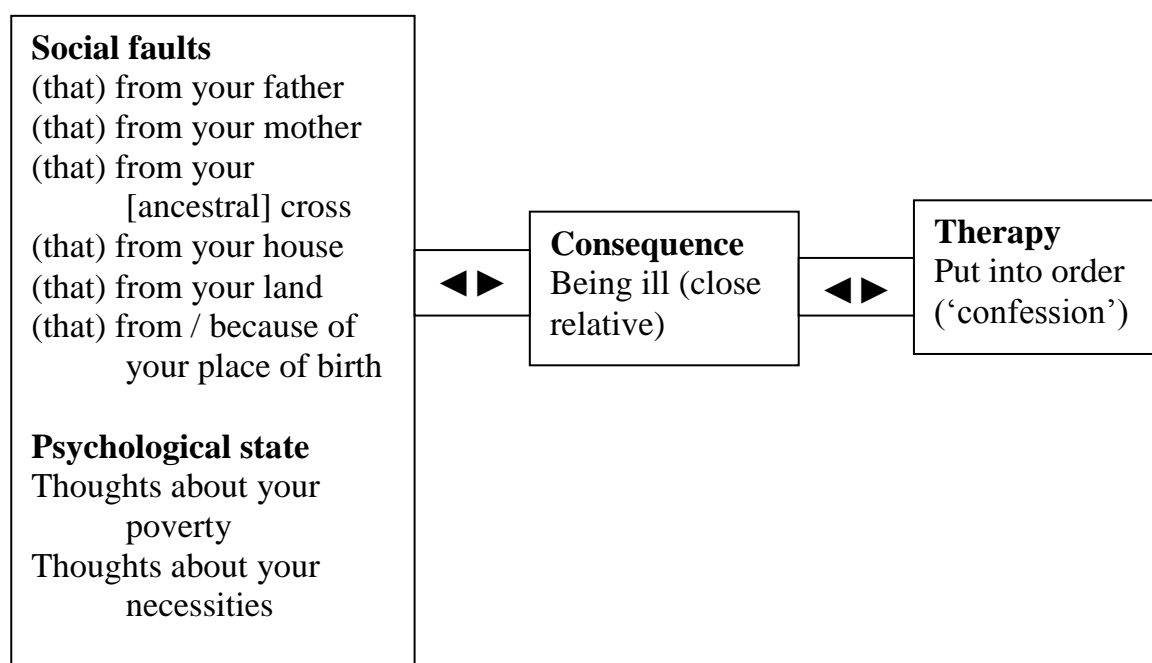 Social faults
(that) from your father
(that) from your mother
(that) from your
[ancestral] cross
(that) from your house
(that) from your land
(that) from / because of
your place of birth
Psychological state
Thoughts about your
poverty
Thoughts about your
necessities
Consequence
Being ill (close
relative)
Therapy
Put into order
(‘confession’)